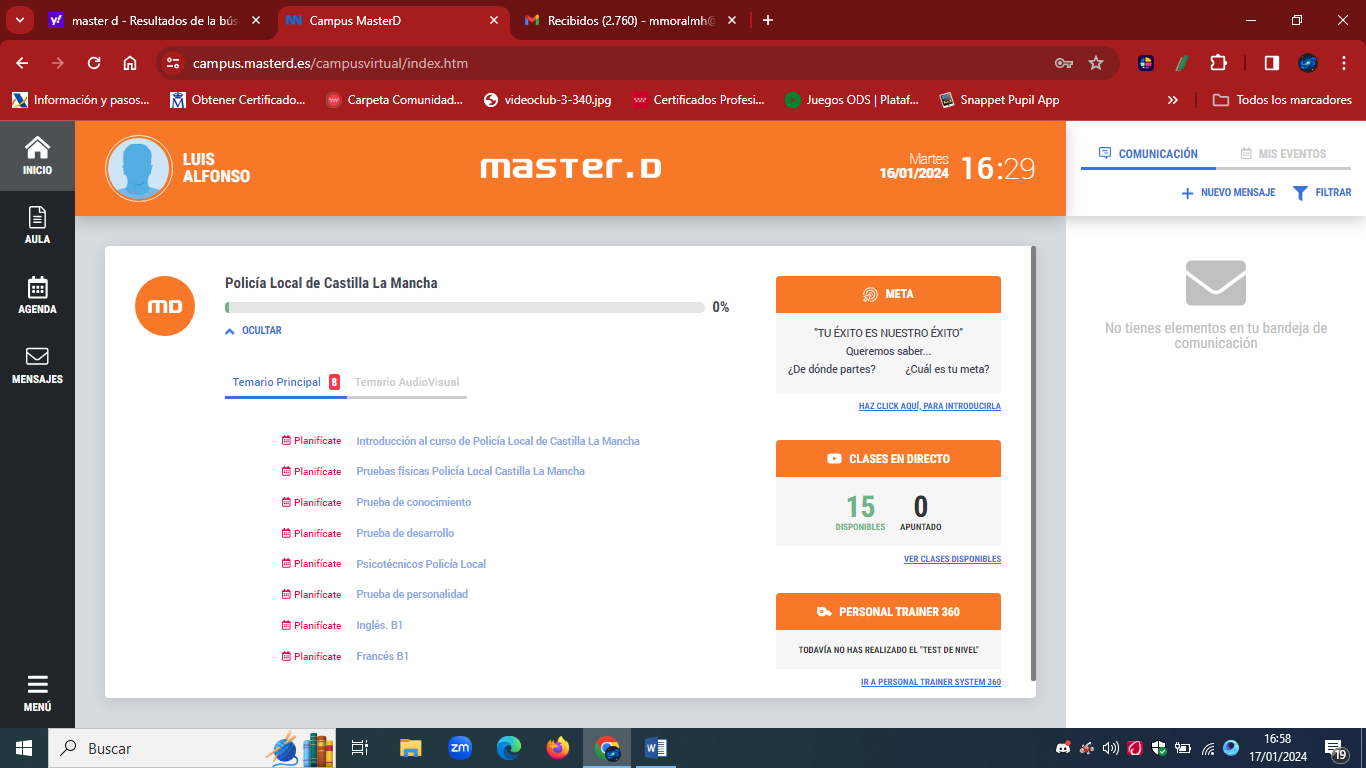 master d - Resultados de la bús
Campus MasterD
Recibidos (2.760) - mmoralmh@
campus.masterd.es/campusvirtual/index.htm
Información y pasos...
Obtener Certificado...
Carpeta Comunidad...
videoclub-3-340.jpg
Certificados Profesi...
Juegos ODS | Plataf...
Snappet Pupil App
»
Todos los marcadores
INICIO
AULA
AGENDA
MENSAJES
MENÚ
LUIS
ALFONSO
master.D
Martes
16/01/2024
16:29
COMUNICACIÓN
MIS EVENTOS
NUEVO MENSAJE
FILTRAR
No tienes elementos en tu bandeja de
comunicación
MD
Policía Local de Castilla La Mancha
0%
OCULTAR
Temario Principal 8
Temario AudioVisual
Planifícate Introducción al curso de Policía Local de Castilla La Mancha
Planifícate Pruebas físicas Policía Local Castilla La Mancha
Planifícate Prueba de conocimiento
Planifícate Prueba de desarrollo
Planifícate Psicotécnicos Policía Local
Planifícate Prueba de personalidad
Planifícate Inglés. B1
Planifícate Francés B1
META
"TU ÉXITO ES NUESTRO ÉXITO"
Queremos saber...
¿De dónde partes? ¿Cuál es tu meta?
HAZ CLICK AQUÍ, PARA INTRODUCIRLA
CLASES EN DIRECTO
15 0
DISPONIBLES APUNTADO
VER CLASES DISPONIBLES
PERSONAL TRAINER 360
TODAVÍA NO HAS REALIZADO EL "TEST DE NIVEL"
IR A PERSONAL TRAINER SYSTEM 360
Buscar
zm
16:58
17/01/2024
19